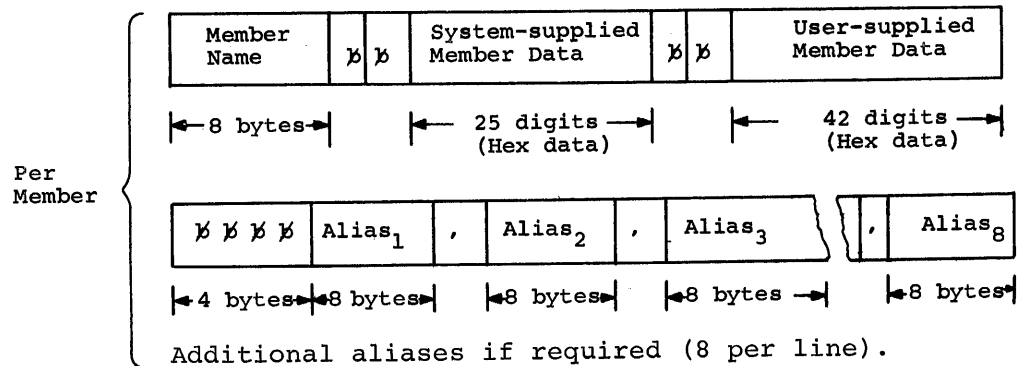 Member Name
ƀ ƀ
System-supplied Member Data
ƀ ƀ
User-supplied Member Data
8 bytes
25 digits (Hex data)
42 digits (Hex data)
Per Member
ƀ ƀ ƀ ƀ
Alias1
,
Alias2
,
Alias3
,
Alias8
4 bytes
8 bytes
8 bytes
8 bytes
8 bytes
Additional aliases if required (8 per line).